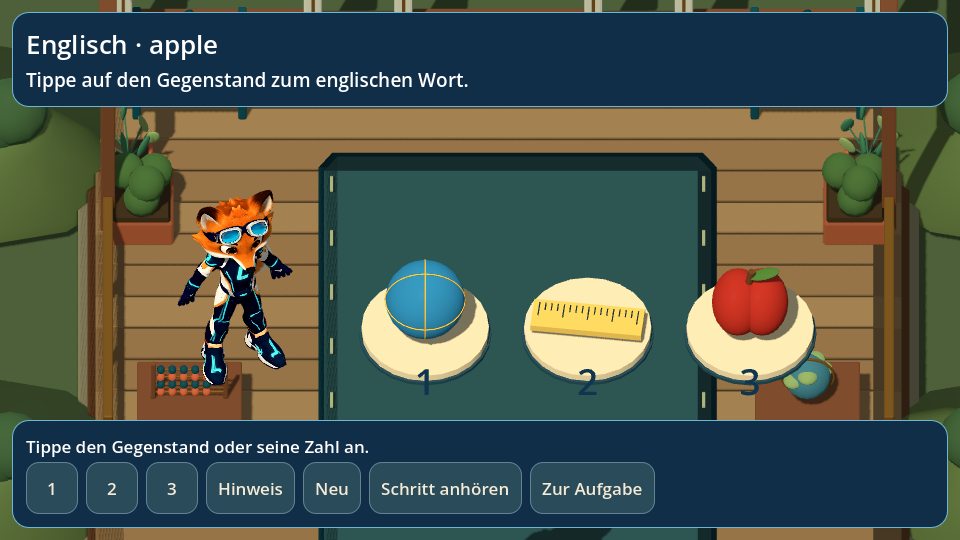 Englisch · apple
Tippe auf den Gegenstand zum englischen Wort.
1 2 3
Tippe den Gegenstand oder seine Zahl an.
1 2 3 Hinweis Neu Schritt anhören Zur Aufgabe